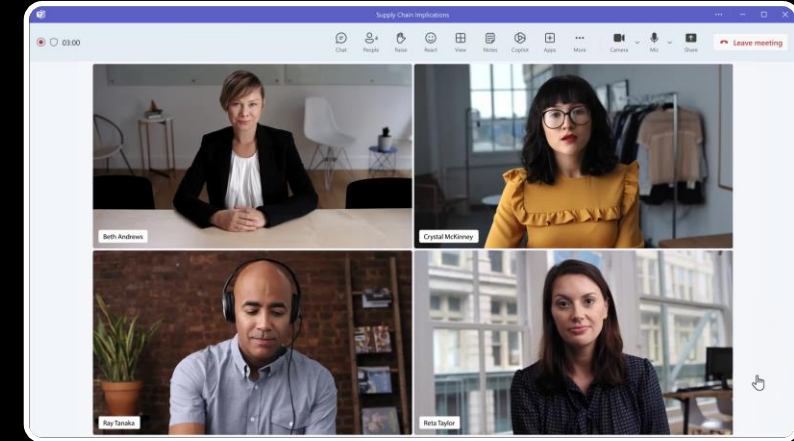 Supply Chain Implications
03:00
Chat
People
4
Raise
React
View
Notes
Copilot
Apps
More
Camera
Mic
Share
Leave meeting
Beth Andrews
Crystal McKinney
Ray Tanaka
Reta Taylor